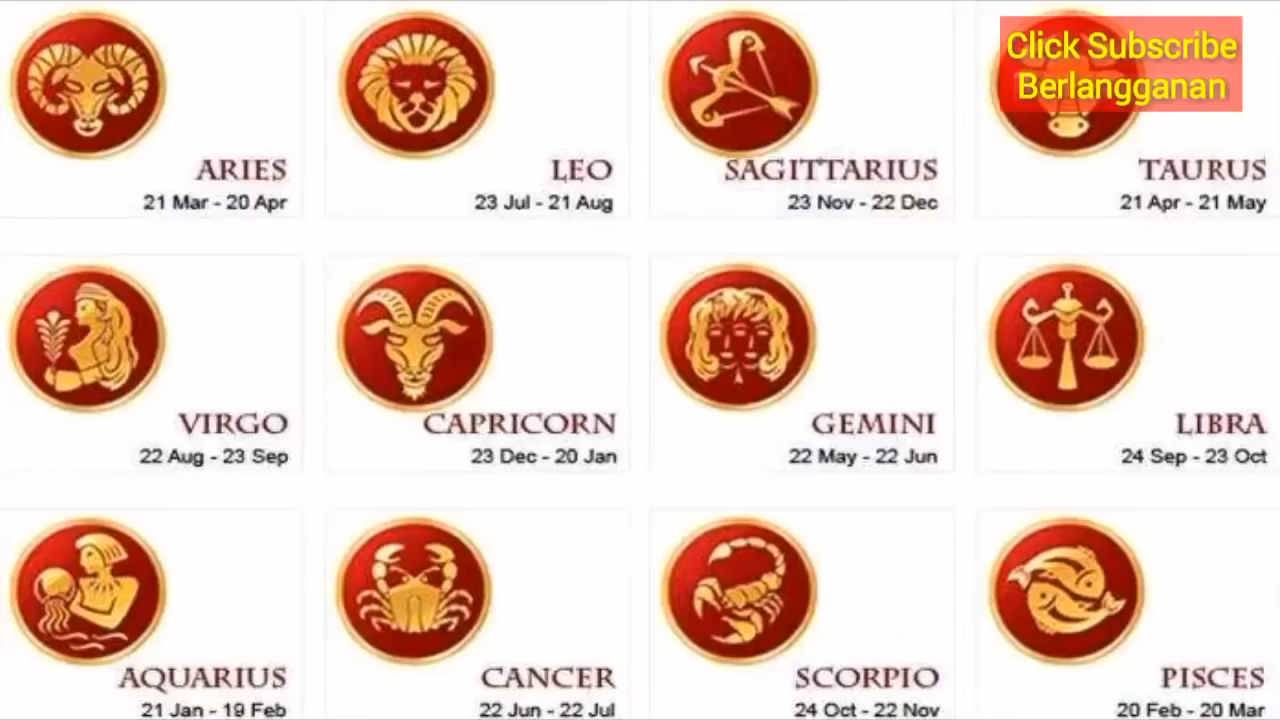 Click Subscribe
Berlangganan
ARIES
21 Mar - 20 Apr
LEO
23 Jul - 21 Aug
SAGITTARIUS
23 Nov - 22 Dec
TAURUS
21 Apr - 21 May
VIRGO
22 Aug - 23 Sep
CAPRICORN
23 Dec - 20 Jan
GEMINI
22 May - 22 Jun
LIBRA
24 Sep - 23 Oct
AQUARIUS
21 Jan - 19 Feb
CANCER
22 Jun - 22 Jul
SCORPIO
24 Oct - 22 Nov
PISCES
20 Feb - 20 Mar